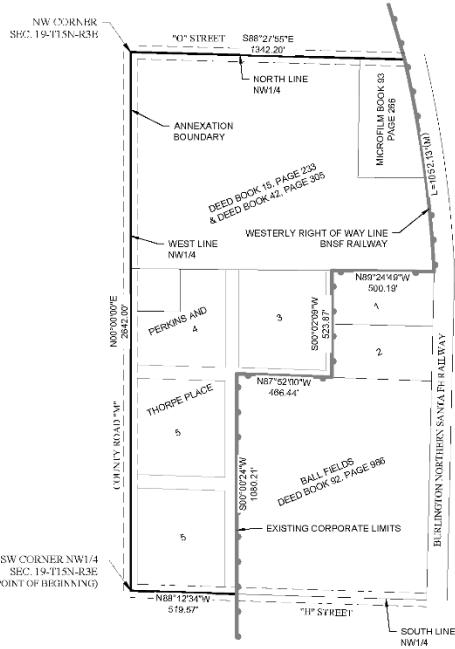 NW CORNER
SEC. 19-T15N-R3E
"O" STREET
S88°27'55"E
1342.20'
NORTH LINE
NW1/4
MICROFILM BOOK 93
PAGE 266
ANNEXATION
BOUNDARY
L=1052.13'(M)
DEED BOOK 15, PAGE 233
& DEED BOOK 42, PAGE 305
WESTERLY RIGHT OF WAY LINE
BNSF RAILWAY
WEST LINE
NW1/4
N89°24'49"W
500.19'
N00°00'00"E
2642.00'
PERKINS AND
4
3
S00°02'09"W
523.87'
1
2
N87°52'00"W
466.44'
THORPE PLACE
5
COUNTY ROAD "M"
BURLINGTON NORTHERN SANTA FE RAILWAY
S00°00'24"W
1080.21'
BALL FIELDS
DEED BOOK 92, PAGE 986
EXISTING CORPORATE LIMITS
5
SW CORNER NW1/4
SEC. 19-T15N-R3E
POINT OF BEGINNING)
N88°12'34"W
519.57'
"H" STREET
SOUTH LINE
NW1/4